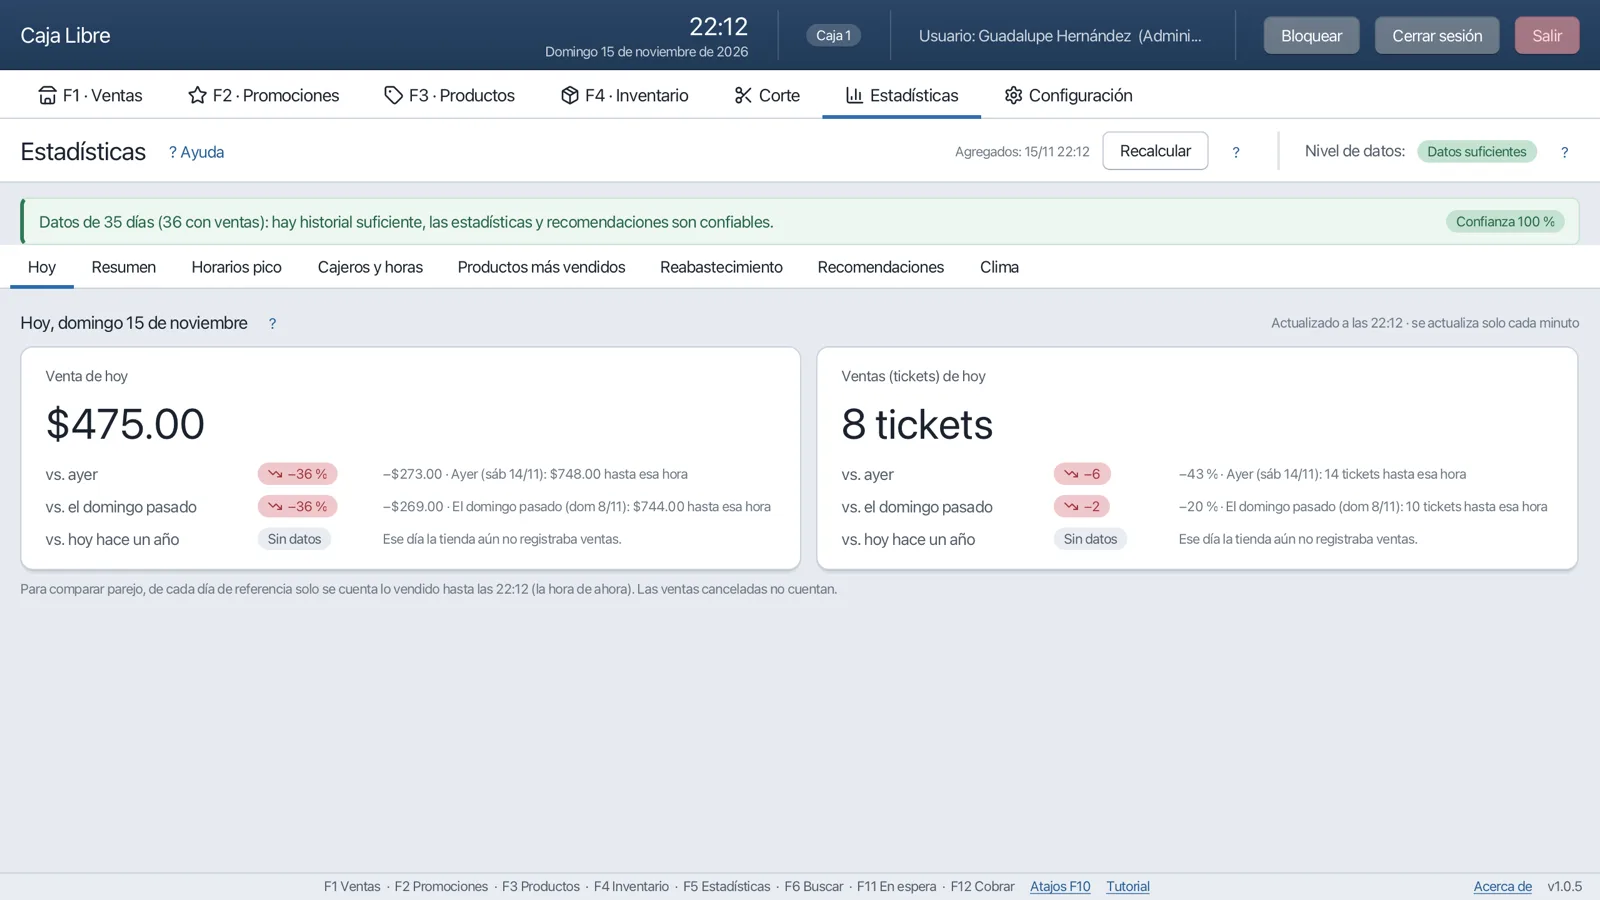 Caja Libre
22:12
Domingo 15 de noviembre de 2026
Caja 1
Usuario: Guadalupe Hernández (Admini...
Bloquear
Cerrar sesión
Salir
F1 · Ventas
F2 · Promociones
F3 · Productos
F4 · Inventario
Corte
Estadísticas
Configuración
Estadísticas
? Ayuda
Agregados: 15/11 22:12
Recalcular
?
Nivel de datos:
Datos suficientes
?
Datos de 35 días (36 con ventas): hay historial suficiente, las estadísticas y recomendaciones son confiables.
Confianza 100 %
Hoy
Resumen
Horarios pico
Cajeros y horas
Productos más vendidos
Reabastecimiento
Recomendaciones
Clima
Hoy, domingo 15 de noviembre
?
Actualizado a las 22:12 · se actualiza solo cada minuto
Venta de hoy
$475.00
vs. ayer
−36 %
−$273.00 · Ayer (sáb 14/11): $748.00 hasta esa hora
vs. el domingo pasado
−36 %
−$269.00 · El domingo pasado (dom 8/11): $744.00 hasta esa hora
vs. hoy hace un año
Sin datos
Ese día la tienda aún no registraba ventas.
Ventas (tickets) de hoy
8 tickets
vs. ayer
−6
−43 % · Ayer (sáb 14/11): 14 tickets hasta esa hora
vs. el domingo pasado
−2
−20 % · El domingo pasado (dom 8/11): 10 tickets hasta esa hora
vs. hoy hace un año
Sin datos
Ese día la tienda aún no registraba ventas.
Para comparar parejo, de cada día de referencia solo se cuenta lo vendido hasta las 22:12 (la hora de ahora). Las ventas canceladas no cuentan.
F1 Ventas · F2 Promociones · F3 Productos · F4 Inventario · F5 Estadísticas · F6 Buscar · F11 En espera · F12 Cobrar
Atajos F10
Tutorial
Acerca de
v1.0.5